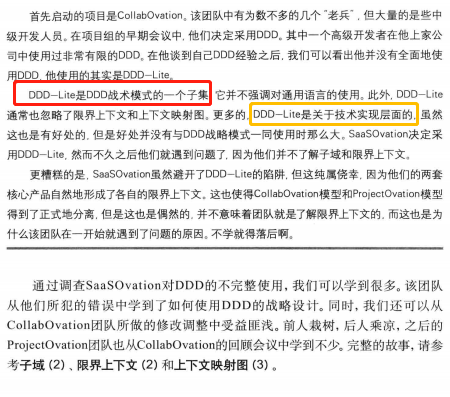 首先启动的项目是CollabOvation。该团队中有为数不多的几个“老兵”，但大量的是些中
级开发人员。在项目组的早期会议中，他们决定采用DDD。其中一个高级开发者在他上家公
司中使用过非常有限的DDD。在他谈到自己DDD经验之后，我们可以看出他并没有全面地使
用DDD，他使用的其实是DDD—Lite。
DDD—Lite是DDD战术模式的一个子集，它并不强调对通用语言的使用。此外，DDD—Lite
通常也忽略了限界上下文和上下文映射图。更多的，DDD—Lite是关于技术实现层面的，虽然
这也是有好处的，但是好处并没有与DDD战略模式一同使用时那么大。SaaSOvation决定采
用DDD—Lite，然而不久之后他们就遇到问题了，因为他们并不了解子域和限界上下文。
更糟糕的是，SaaSOvation虽然避开了DDD—Lite的陷阱，但这纯属侥幸，因为他们的两套
核心产品自然地形成了各自的限界上下文。这也使得CollabOvation模型和ProjectOvation模型
得到了正式地分离，但是这也是偶然的，并不意味着团队就是了解限界上下文的，而这也是为
什么该团队在一开始就遇到了问题的原因。不学就得落后啊。
通过调查SaaSOvation对DDD的不完整使用，我们可以学到很多。该团队
从他们所犯的错误中学到了如何使用DDD的战略设计。同时，我们还可以从
CollabOvation团队所做的修改调整中受益匪浅。前人栽树，后人乘凉，之后的
ProjectOvation团队也从CollabOvation的回顾会议中学到不少。完整的故事，请参
考子域（2）、限界上下文（2）和上下文映射图（3）。